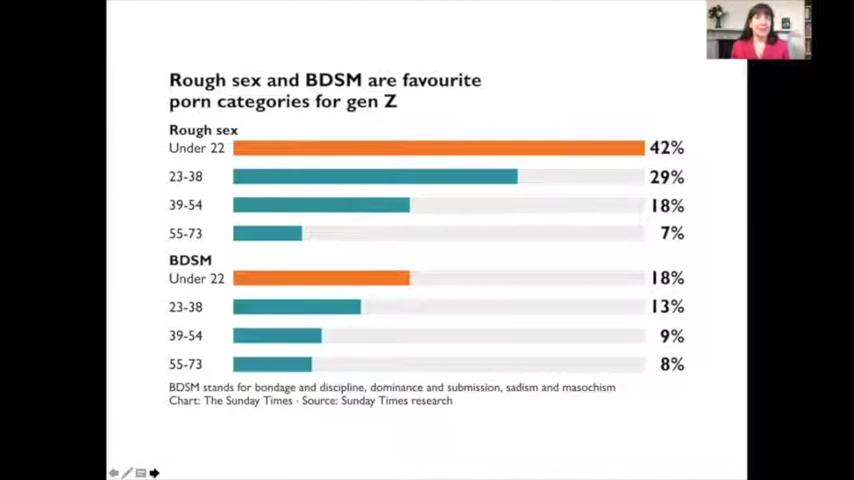 Rough sex and BDSM are favourite
porn categories for gen Z
Rough sex
Under 22 42%
23-38 29%
39-54 18%
55-73 7%
BDSM
Under 22 18%
23-38 13%
39-54 9%
55-73 8%
BDSM stands for bondage and discipline, dominance and submission, sadism and masochism
Chart: The Sunday Times · Source: Sunday Times research